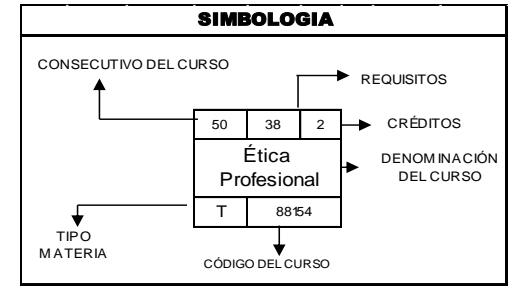 SIMBOLOGIA
CONSECUTIVO DEL CURSO
REQUISITOS
50 38 2
CRÉDITOS
Ética
Profesional
DENOMINACIÓN
DEL CURSO
T 88154
TIPO
MATERIA
CÓDIGO DEL CURSO